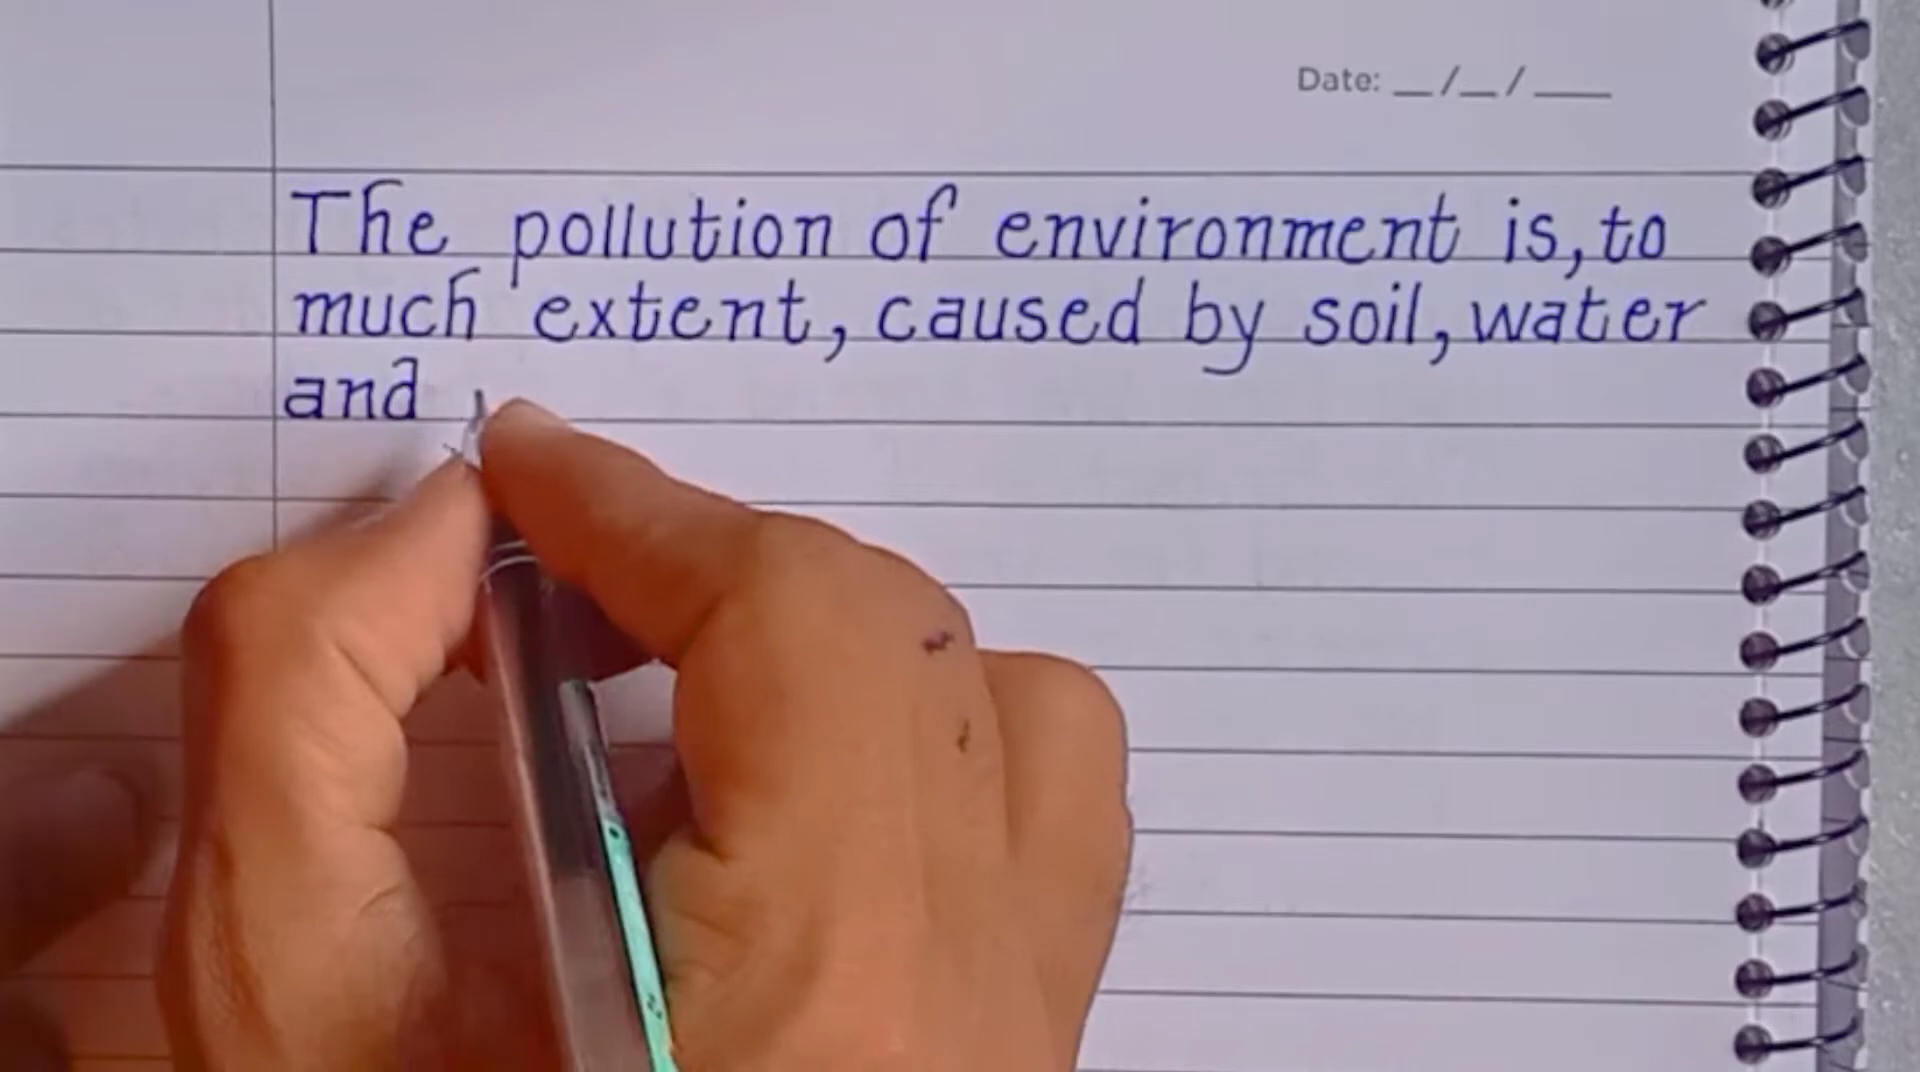 Date: __/__/____
The pollution of environment is, to
much extent, caused by soil, water
and